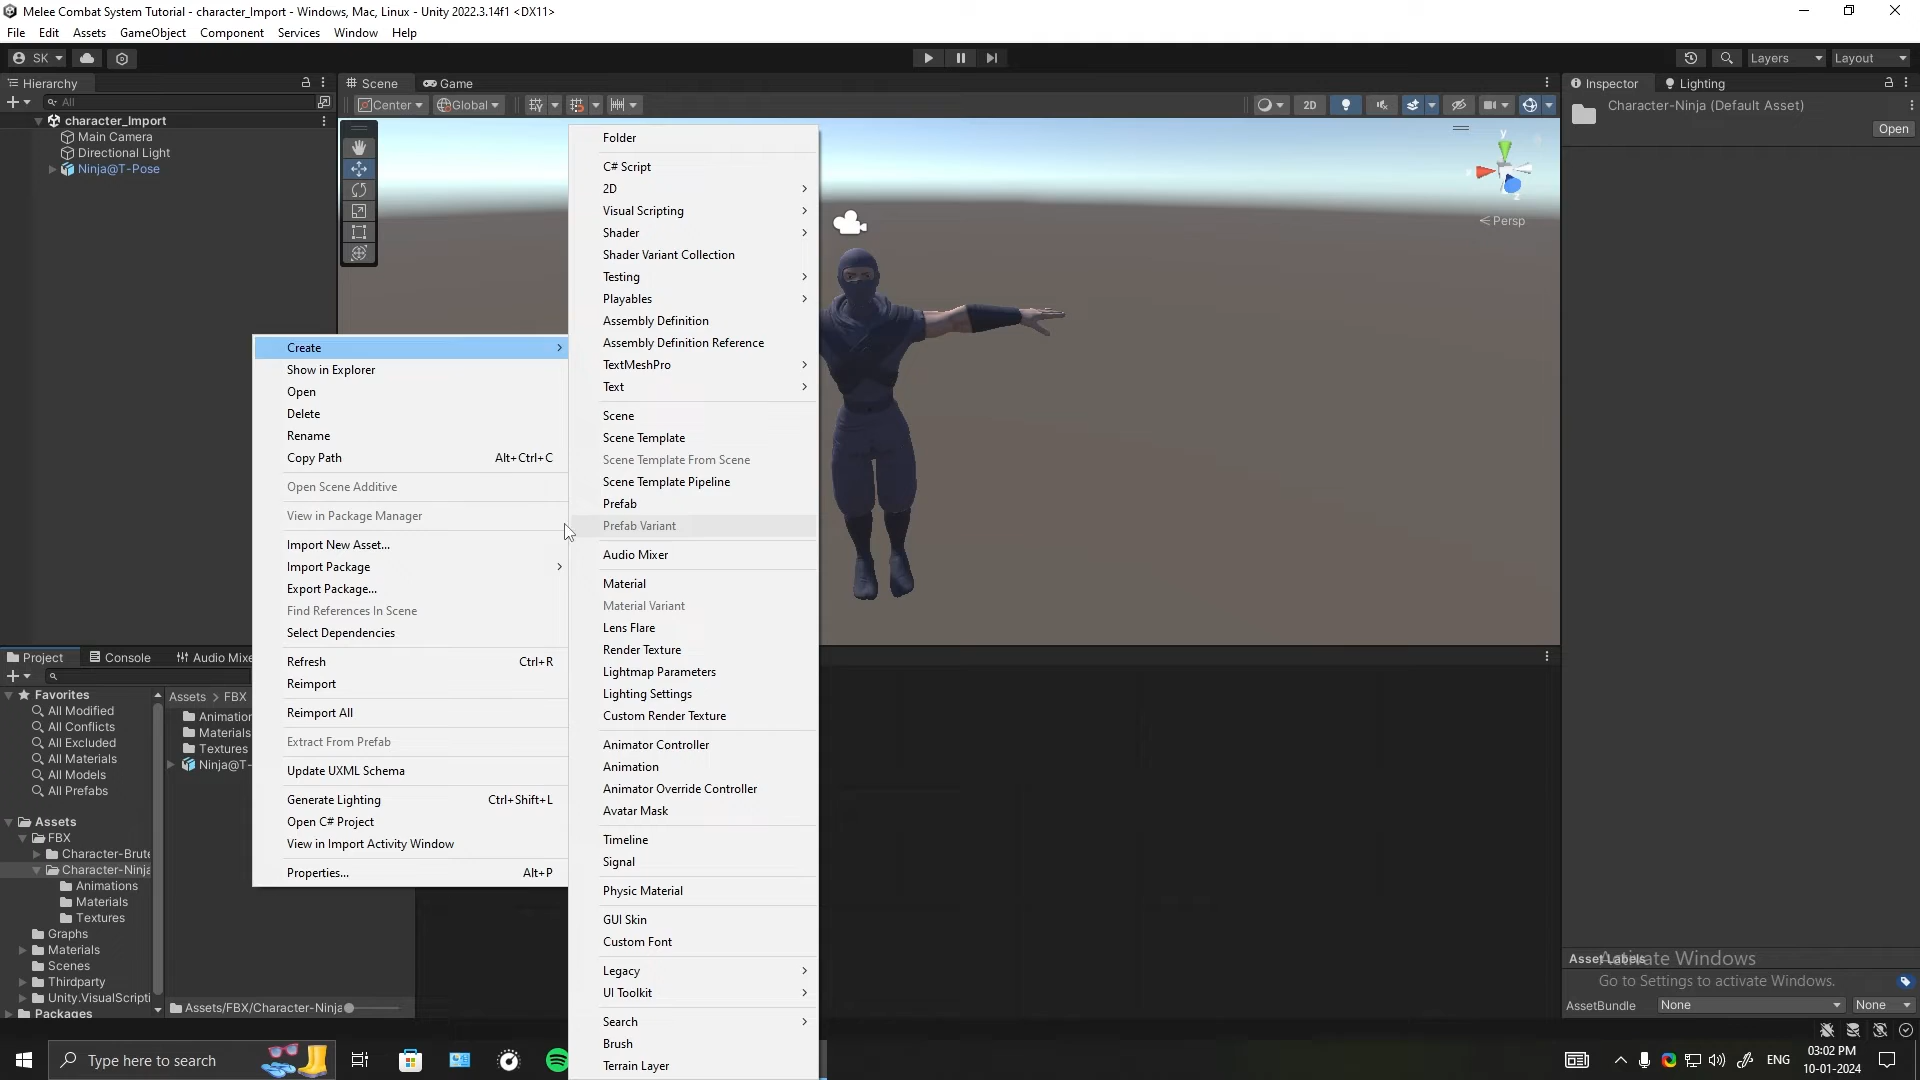 Melee Combat System Tutorial - character_Import - Windows, Mac, Linux - Unity 2022.3.14f1 <DX11>
File Edit Assets GameObject Component Services Window Help
SK Layers Layout
Hierarchy
All
character_Import
Main Camera
Directional Light
Ninja@T-Pose
Scene Game
Center Global 2D
y
x
z
Persp
Inspector Lighting
Character-Ninja (Default Asset)
Open
Create
Show in Explorer
Open
Delete
Rename
Copy Path Alt+Ctrl+C
Open Scene Additive
View in Package Manager
Import New Asset...
Import Package
Export Package...
Find References In Scene
Select Dependencies
Refresh Ctrl+R
Reimport
Reimport All
Extract From Prefab
Update UXML Schema
Generate Lighting Ctrl+Shift+L
Open C# Project
View in Import Activity Window
Properties... Alt+P
Folder
C# Script
2D
Visual Scripting
Shader
Shader Variant Collection
Testing
Playables
Assembly Definition
Assembly Definition Reference
TextMeshPro
Text
Scene
Scene Template
Scene Template From Scene
Scene Template Pipeline
Prefab
Prefab Variant
Audio Mixer
Material
Material Variant
Lens Flare
Render Texture
Lightmap Parameters
Lighting Settings
Custom Render Texture
Animator Controller
Animation
Animator Override Controller
Avatar Mask
Timeline
Signal
Physic Material
GUI Skin
Custom Font
Legacy
UI Toolkit
Search
Brush
Terrain Layer
Project Console Audio Mixe
Favorites
All Modified
All Conflicts
All Excluded
All Materials
All Models
All Prefabs
Assets
FBX
Character-Brute
Character-Ninja
Animations
Materials
Textures
Graphs
Materials
Scenes
Thirdparty
Unity.VisualScripti
Packages
Assets > FBX
Animation
Materials
Textures
Ninja@T-
Assets/FBX/Character-Ninja
Asset Labels
Activate Windows
Go to Settings to activate Windows.
AssetBundle None None
Type here to search
ENG
03:02 PM
10-01-2024